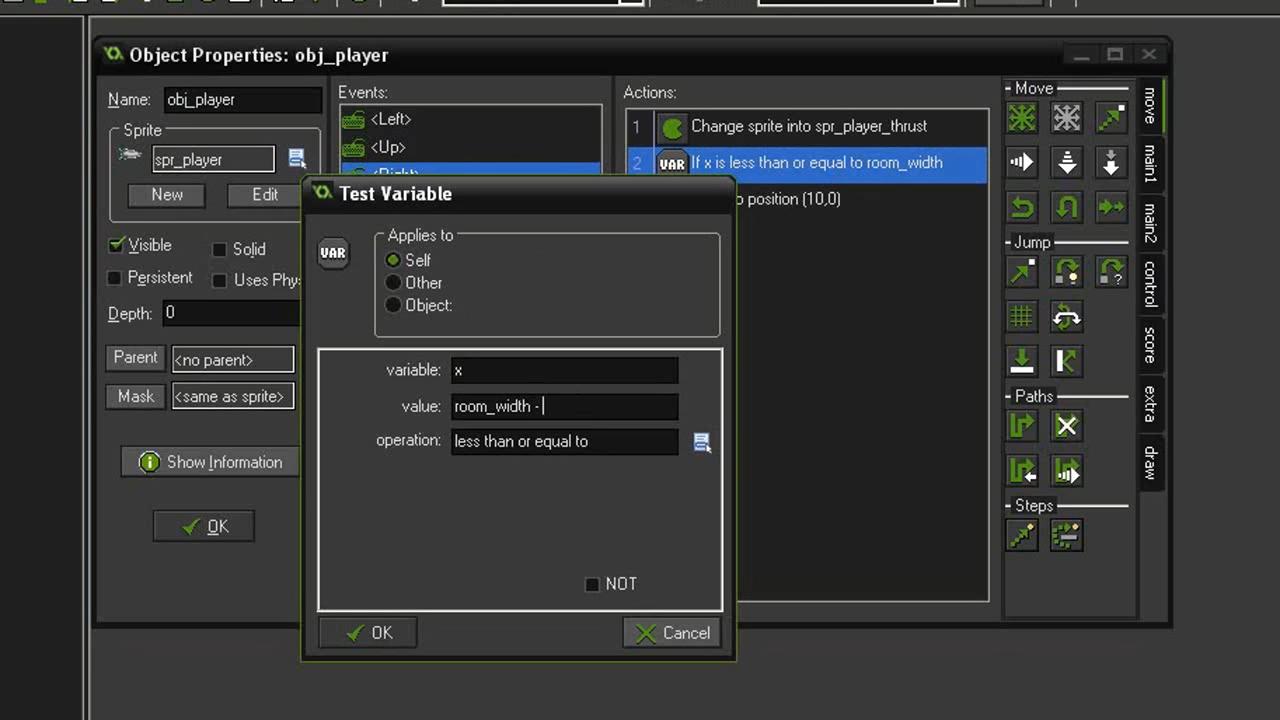 Object Properties: obj_player
Name: obj_player
Sprite
spr_player
New Edit
Visible Solid
Persistent Uses Phy
Depth: 0
Parent <no parent>
Mask <same as sprite>
Show Information
OK
Events:
<Left>
<Up>
<Right>
Actions:
1 Change sprite into spr_player_thrust
2 VAR If x is less than or equal to room_width
o position (10,0)
Test Variable
VAR
Applies to
Self
Other
Object:
variable: x
value: room_width -
operation: less than or equal to
NOT
OK Cancel
Move
Jump
Paths
Steps
move
main1
main2
control
score
extra
draw